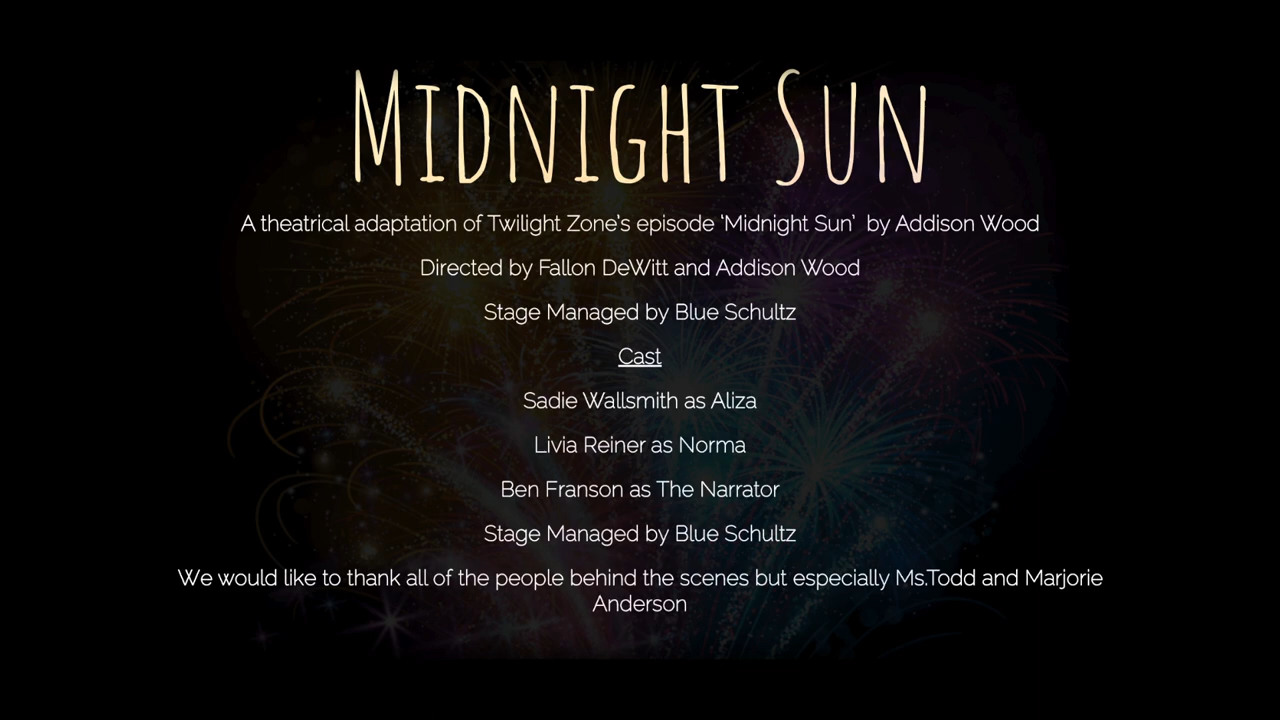 Midnight Sun
A theatrical adaptation of Twilight Zone's episode ‘Midnight Sun’  by Addison Wood
Directed by Fallon DeWitt and Addison Wood
Stage Managed by Blue Schultz
Cast
Sadie Wallsmith as Aliza
Livia Reiner as Norma
Ben Franson as The Narrator
Stage Managed by Blue Schultz
We would like to thank all of the people behind the scenes but especially Ms.Todd and Marjorie
Anderson